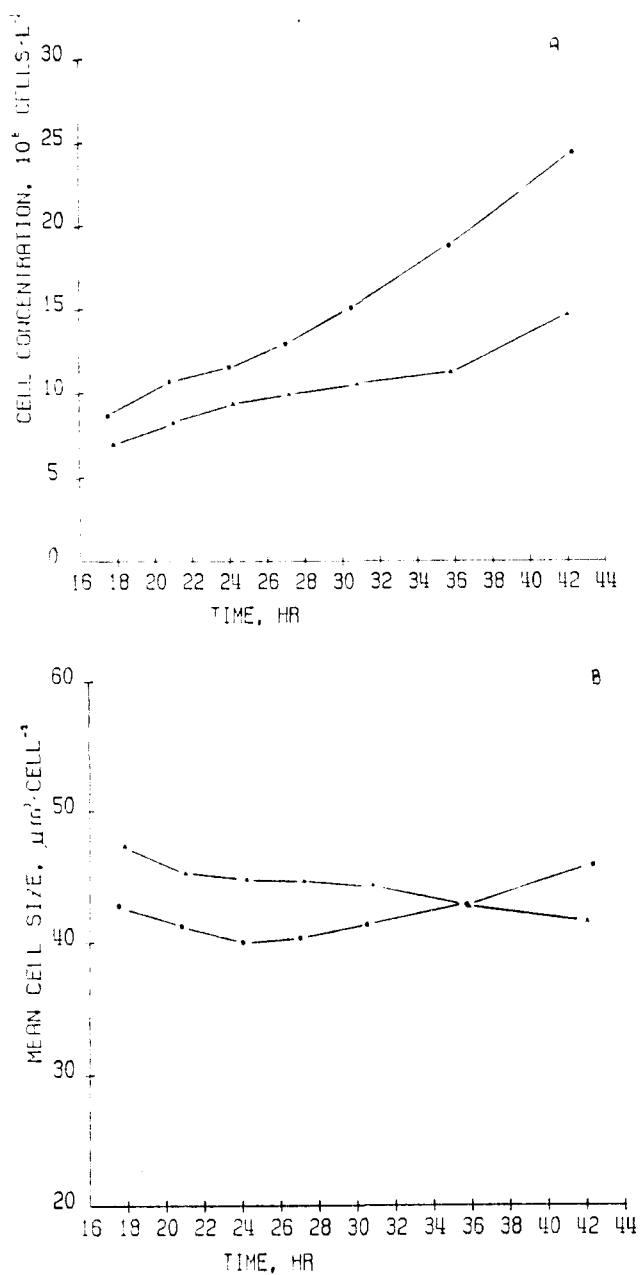 A
CELL CONCENTRATION, 10⁶ CELLS·L⁻¹
30
25
20
15
10
5
0
16 18 20 22 24 26 28 30 32 34 36 38 40 42 44
TIME, HR
B
MEAN CELL SIZE, μm³·CELL⁻¹
60
50
40
30
20
16 18 20 22 24 26 28 30 32 34 36 38 40 42 44
TIME, HR